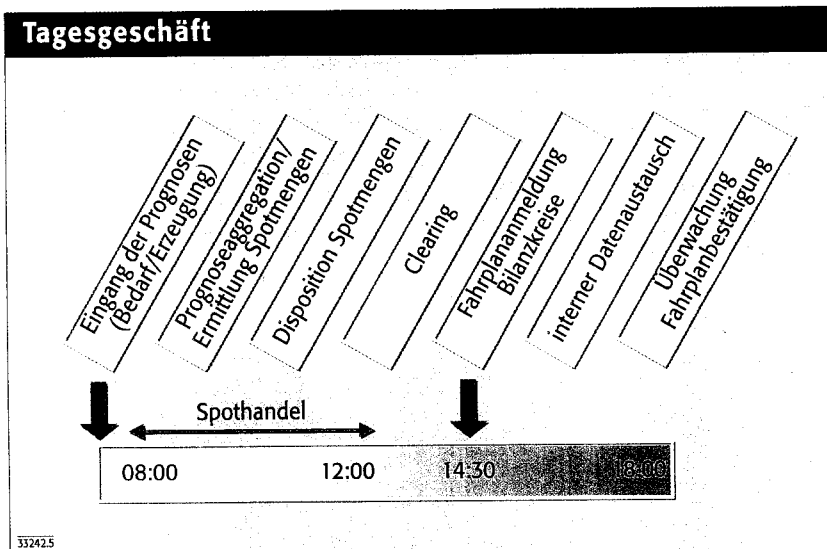 Tagesgeschäft
Eingang der Prognosen
(Bedarf/Erzeugung)
Prognoseaggregation/
Ermittlung Spotmengen
Disposition Spotmengen
Clearing
Fahrplananmeldung
Bilanzkreise
interner Datenaustausch
Überwachung
Fahrplanbestätigung
Spothandel
08:00 12:00 14:30 18:00
33242.5